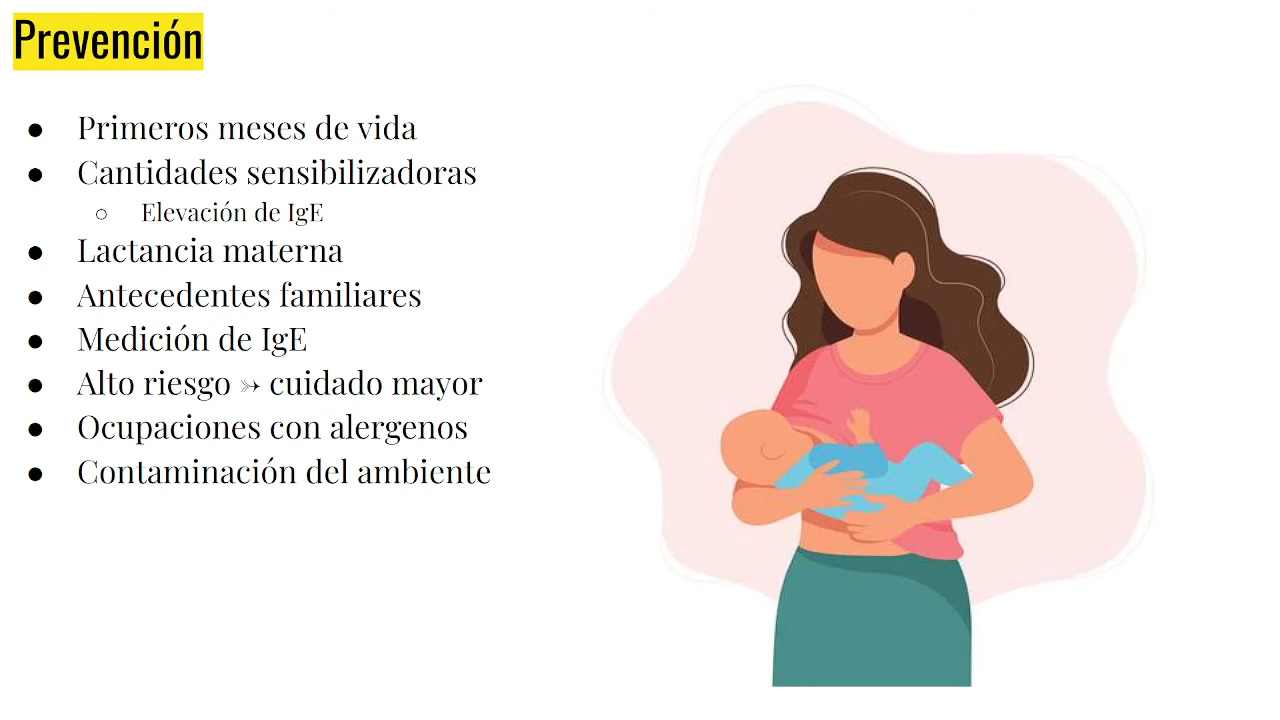 Prevención
● Primeros meses de vida
● Cantidades sensibilizadoras
○ Elevación de IgE
● Lactancia materna
● Antecedentes familiares
● Medición de IgE
● Alto riesgo ⤖ cuidado mayor
● Ocupaciones con alergenos
● Contaminación del ambiente